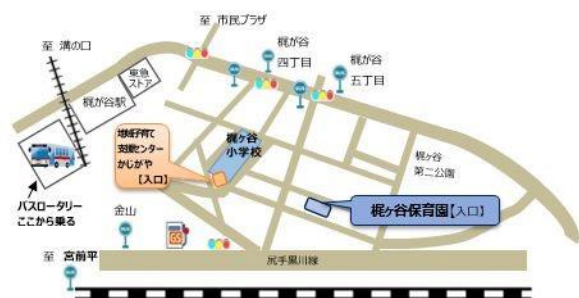 至 市民プラザ
至 溝の口
梶が谷
四丁目
梶が谷
五丁目
東急
ストア
梶が谷駅
地域子育て
支援センター
かじがや
【入口】
梶ヶ谷
小学校
梶ヶ谷
第二公園
バスロータリー
ここから乗る
金山
梶ヶ谷保育園【入口】
GS
至 宮前平
尻手黒川線